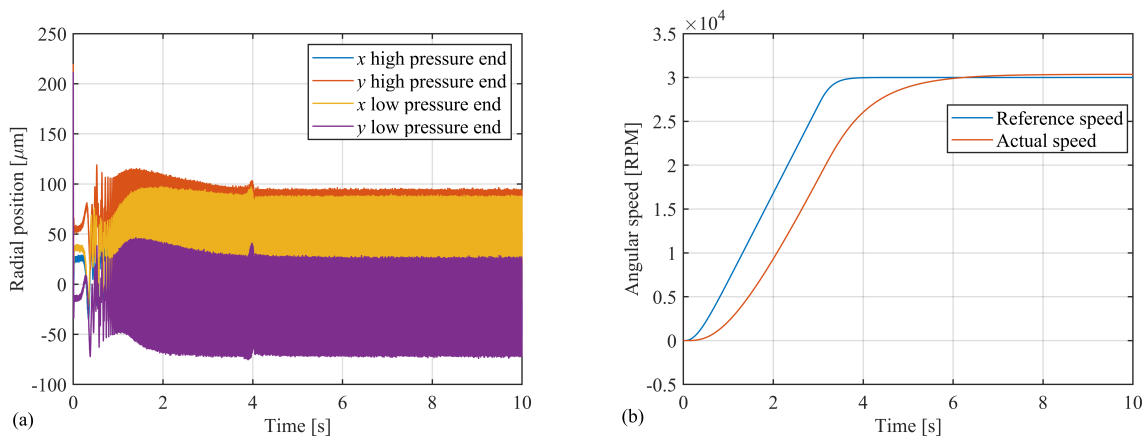 250
200
150
100
50
0
-50
-100
0
2
4
6
8
10
Radial position [μm]
Time [s]
x high pressure end
y high pressure end
x low pressure end
y low pressure end
(a)
×10⁴
3.5
3.0
2.5
2.0
1.5
1.0
0.5
0
-0.5
0
2
4
6
8
10
Angular speed [RPM]
Time [s]
Reference speed
Actual speed
(b)